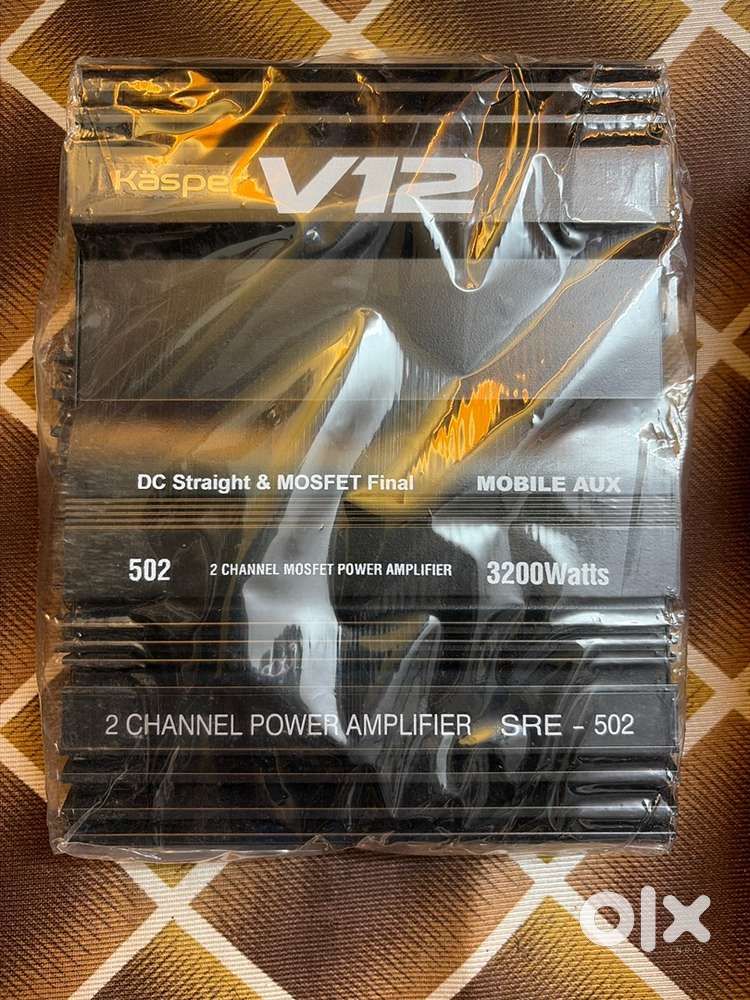 Käsper V12
DC Straight & MOSFET Final MOBILE AUX
502 2 CHANNEL MOSFET POWER AMPLIFIER 3200Watts
2 CHANNEL POWER AMPLIFIER SRE - 502
olx